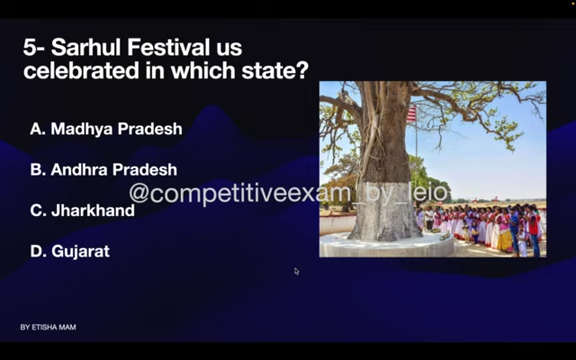 5- Sarhul Festival us
celebrated in which state?
A. Madhya Pradesh
B. Andhra Pradesh
@competitiveexam_by_leio
C. Jharkhand
D. Gujarat
BY ETISHA MAM